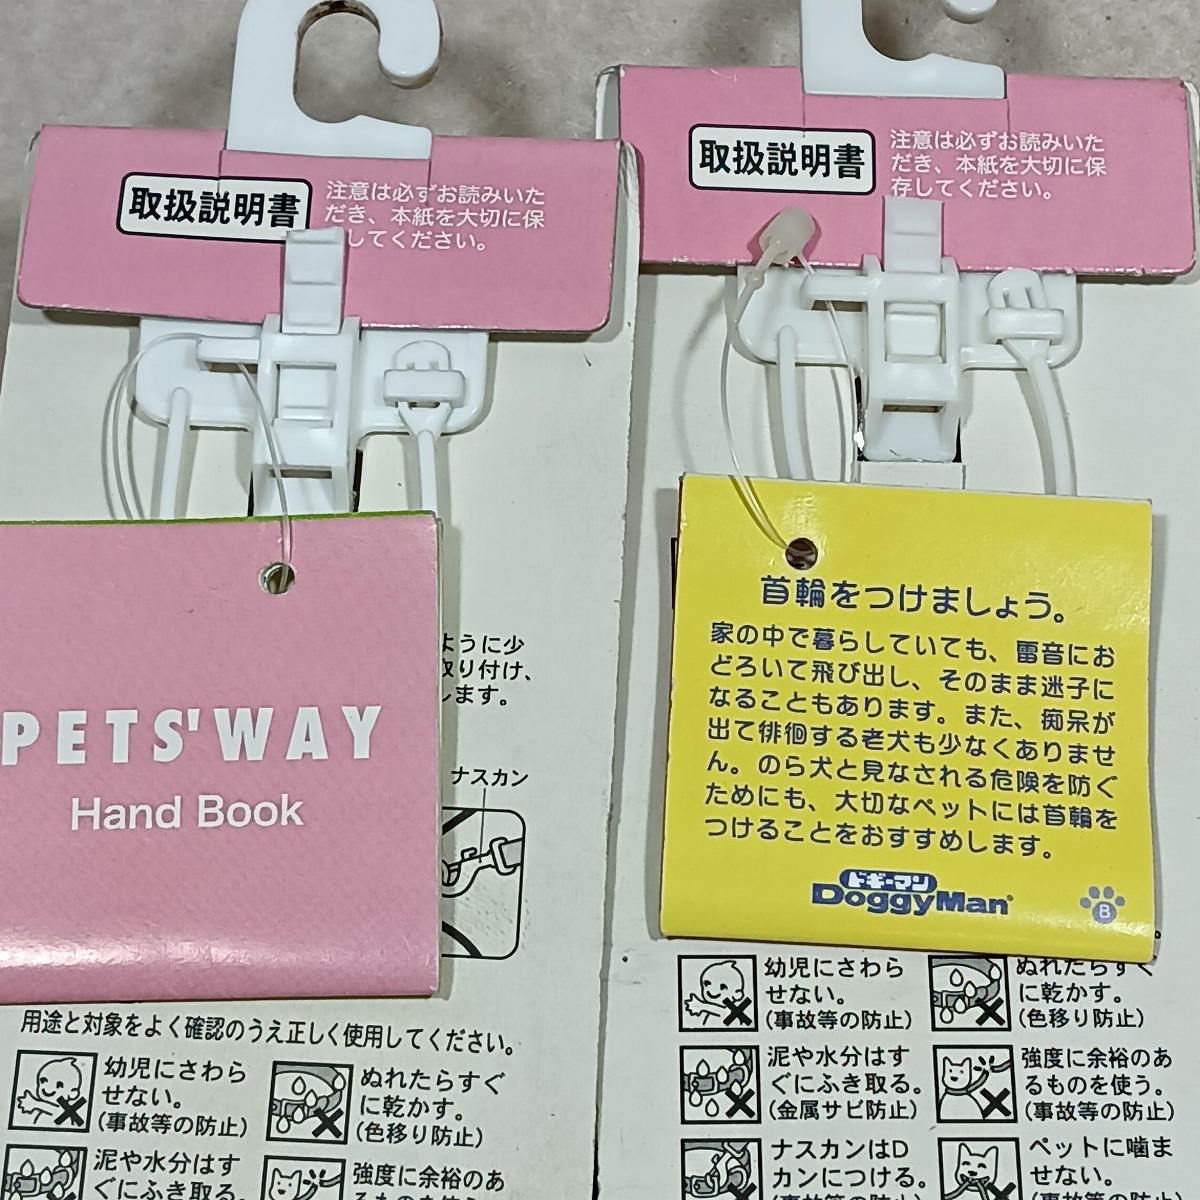 取扱説明書
注意は必ずお読みいた
だき、本紙を大切に保
してください。
PETS'WAY
Hand Book
ように少
取り付け、
します。
ナスカン
用途と対象をよく確認のうえ正しく使用してください。
幼児にさわら
せない。
(事故等の防止)
ぬれたらすぐ
に乾かす。
(色移り防止)
泥や水分はす
ぐにふき取る。
強度に余裕のあ
るものを使う。
取扱説明書
注意は必ずお読みいた
だき、本紙を大切に保
存してください。
首輪をつけましょう。
家の中で暮らしていても、雷音にお
どろいて飛び出し、そのまま迷子に
なることもあります。また、痴呆が
出て徘徊する老犬も少なくありませ
ん。のら犬と見なされる危険を防ぐ
ためにも、大切なペットには首輪を
つけることをおすすめします。
ドギーマン
DoggyMan
B
幼児にさわら
せない。
(事故等の防止)
ぬれたらすぐ
に乾かす。
(色移り防止)
泥や水分はす
ぐにふき取る。
(金属サビ防止)
強度に余裕のあ
るものを使う。
(事故等の防止)
ナスカンはD
カンにつける。
ペットに噛ま
せない。